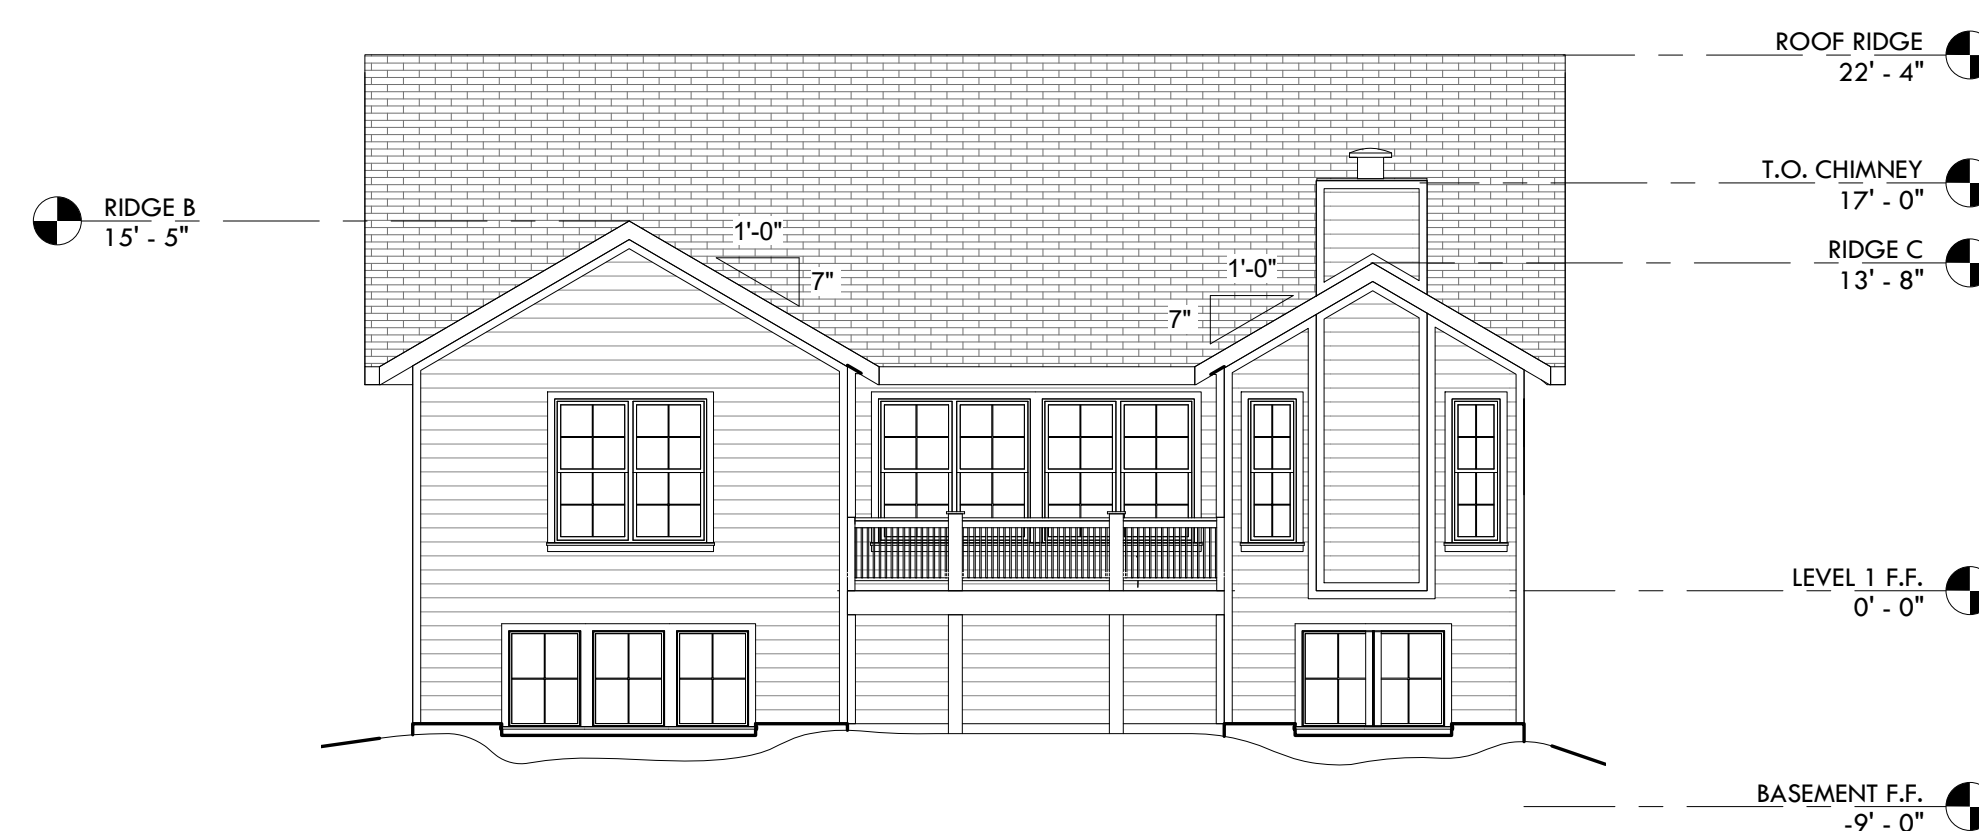 ROOF RIDGE
22' - 4"
T.O. CHIMNEY
17' - 0"
RIDGE B
15' - 5"
1'-0"
7"
RIDGE C
13' - 8"
1'-0"
7"
LEVEL 1 F.F.
0' - 0"
BASEMENT F.F.
-9' - 0"